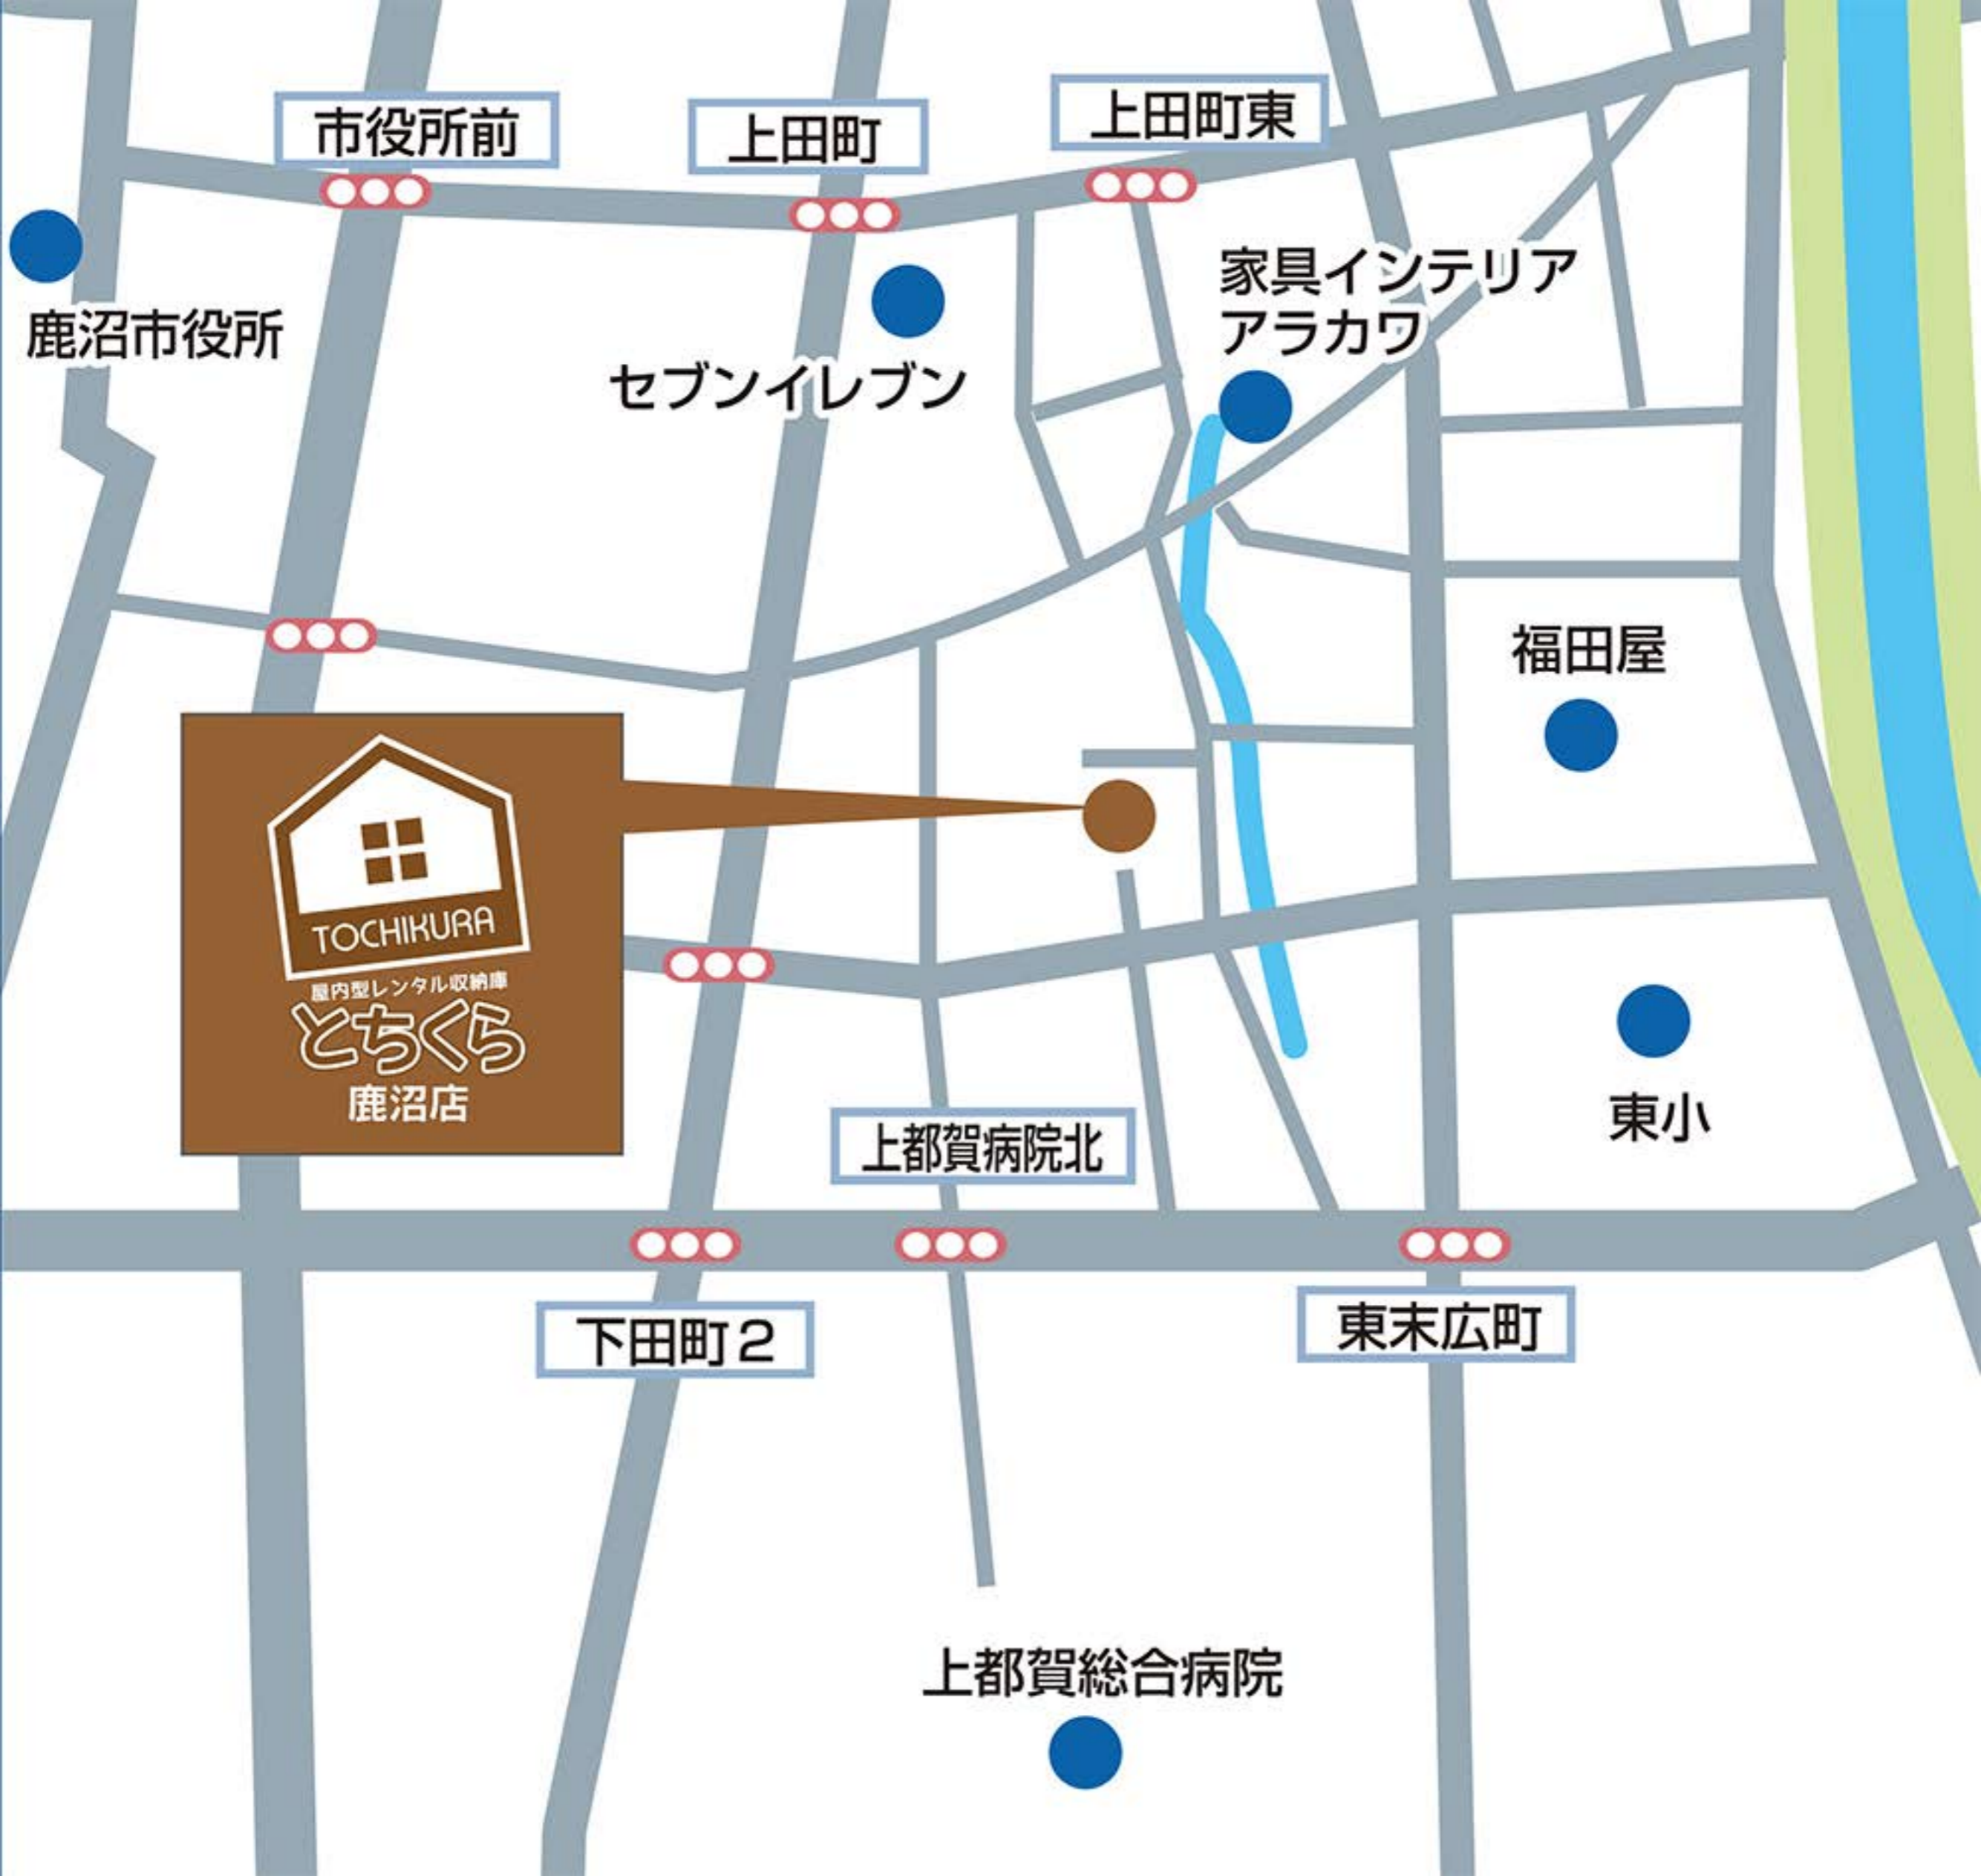 市役所前
上田町
上田町東
家具インテリア
アラカワ
鹿沼市役所
セブンイレブン
福田屋
TOCHIKURA
屋内型レンタル収納庫
とちくら
鹿沼店
東小
上都賀病院北
下田町2
東末広町
上都賀総合病院